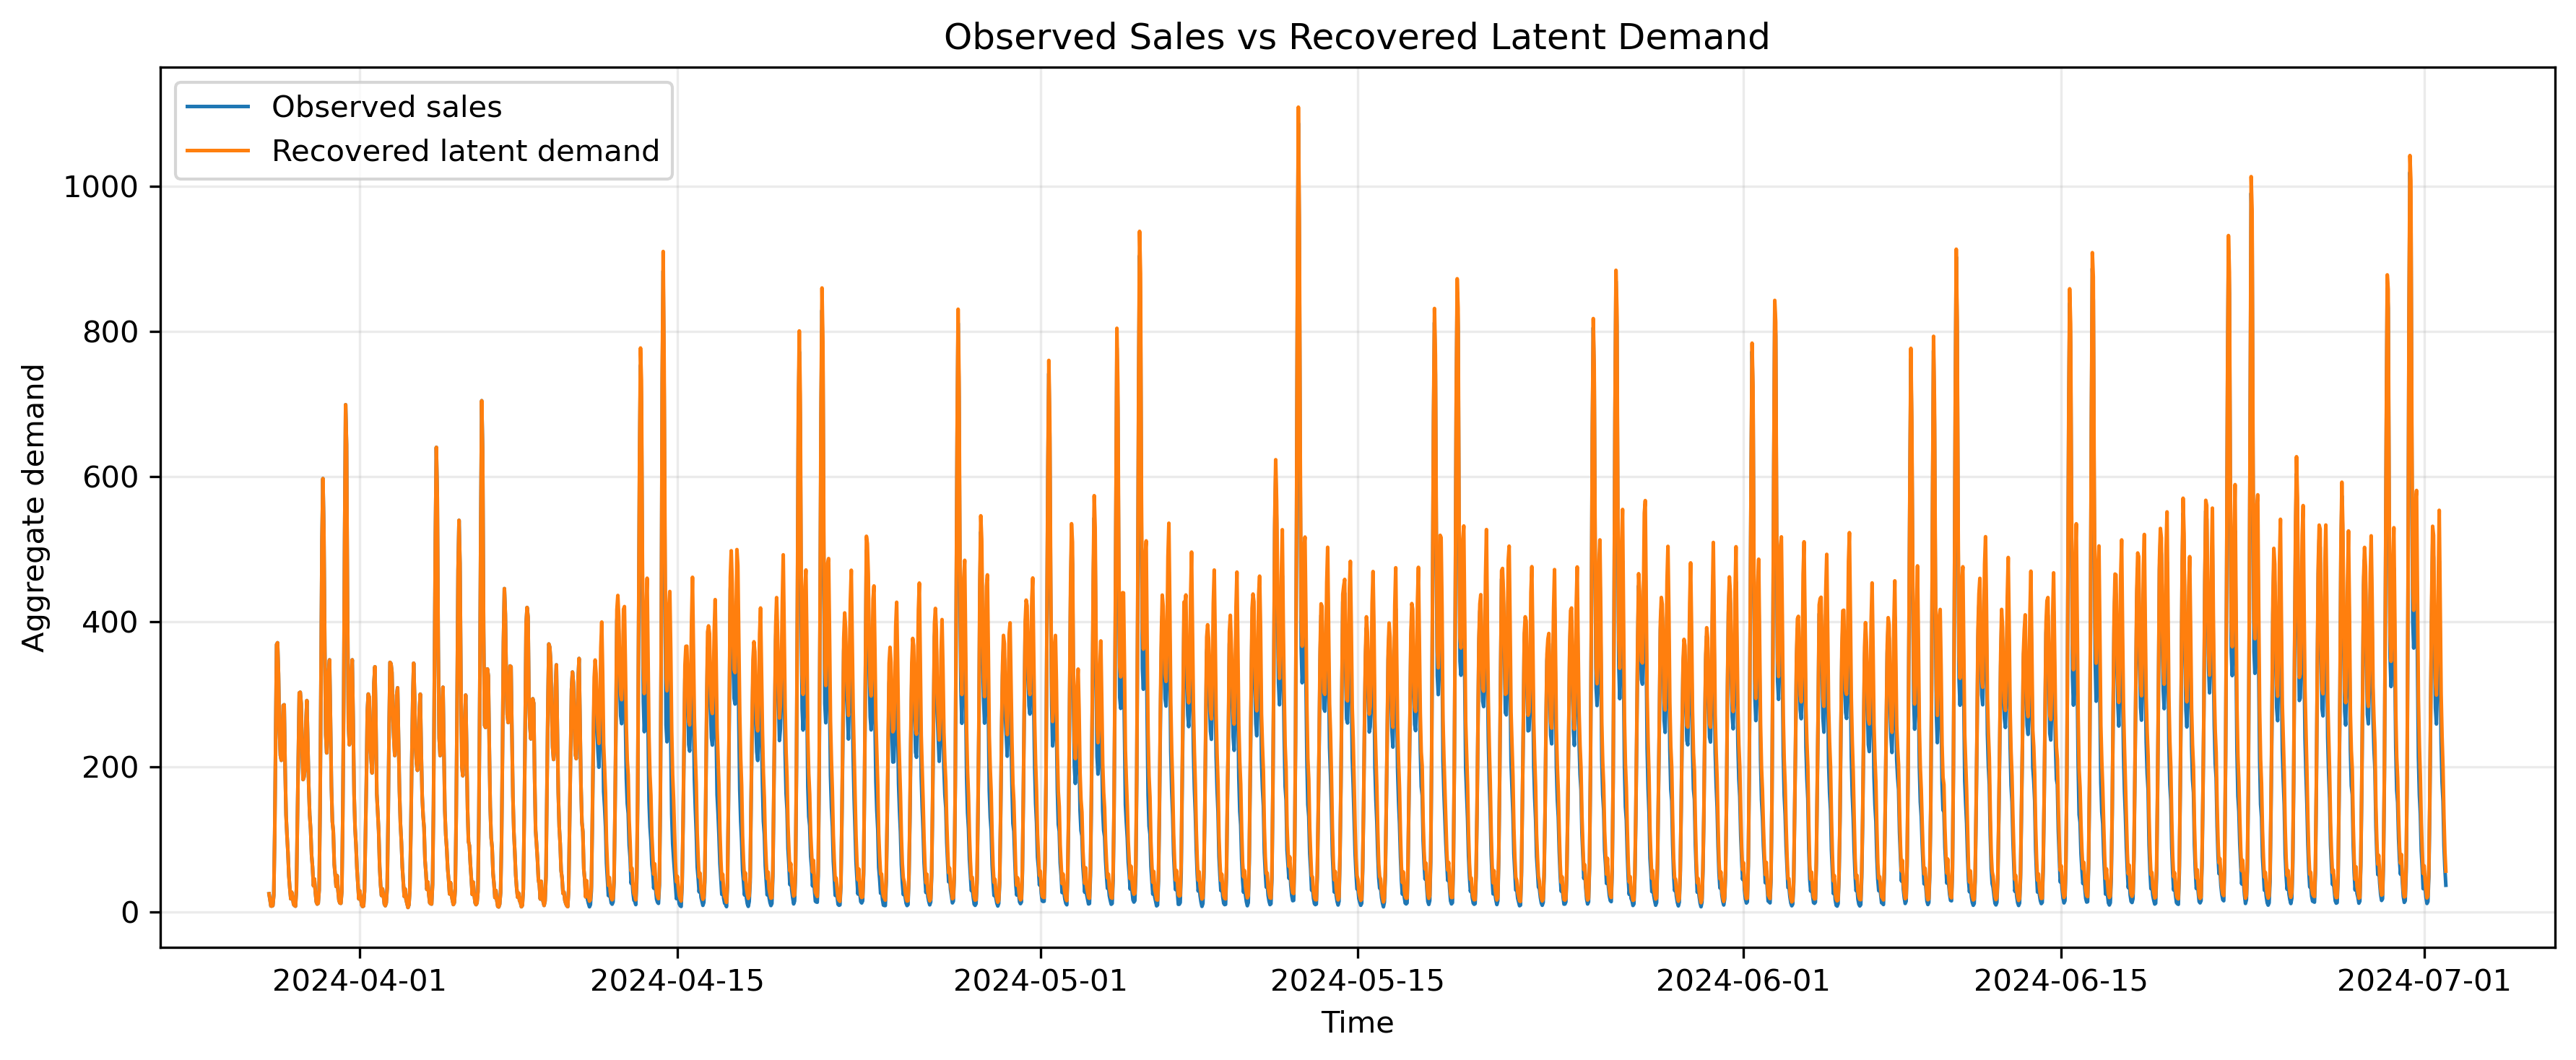 Observed Sales vs Recovered Latent Demand
Observed sales
Recovered latent demand
Aggregate demand
1000
800
600
400
200
0
2024-04-01
2024-04-15
2024-05-01
2024-05-15
2024-06-01
2024-06-15
2024-07-01
Time